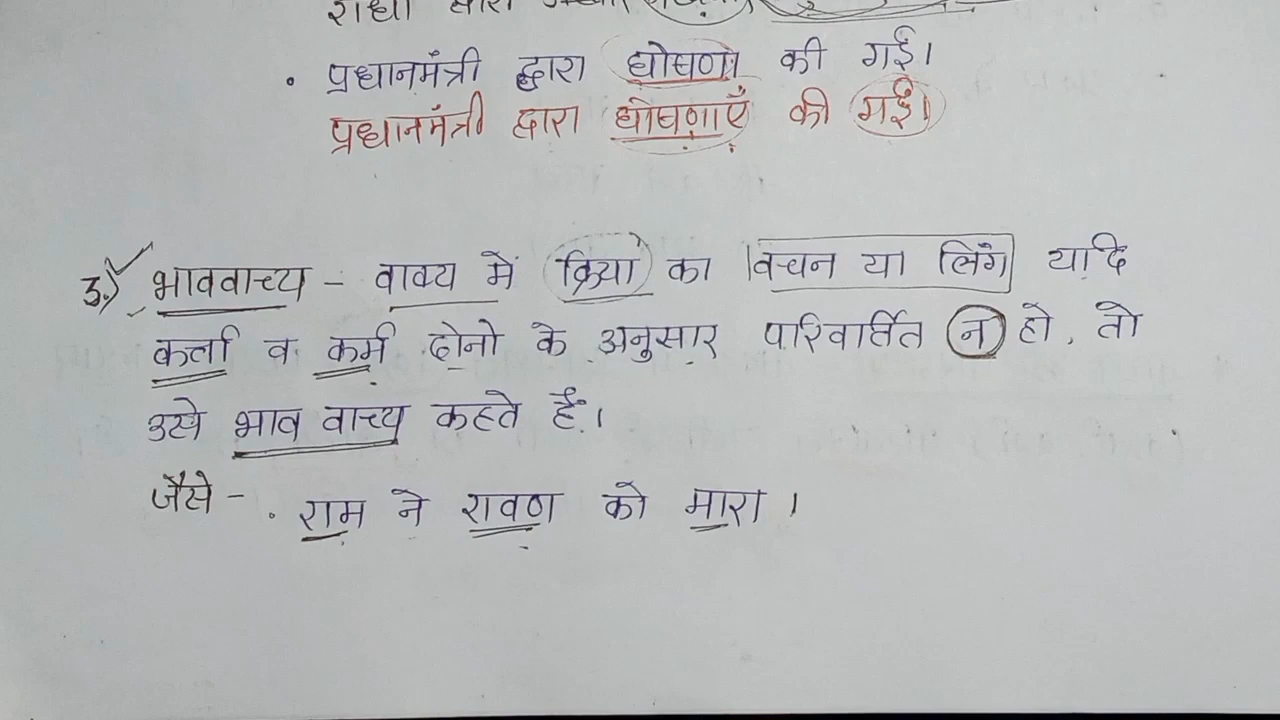 राधा द्वारा
• प्रधानमंत्री द्वारा घोषणा की गई।
प्रधानमंत्री द्वारा घोषणाएँ की गईं।
3. भाववाच्य – वाक्य में क्रिया का वचन या लिंग यदि
कर्त्ता व कर्म दोनो के अनुसार परिवर्तित न हो, तो
उसे भाव वाच्य कहते हैं।
जैसे – • राम ने रावण को मारा।